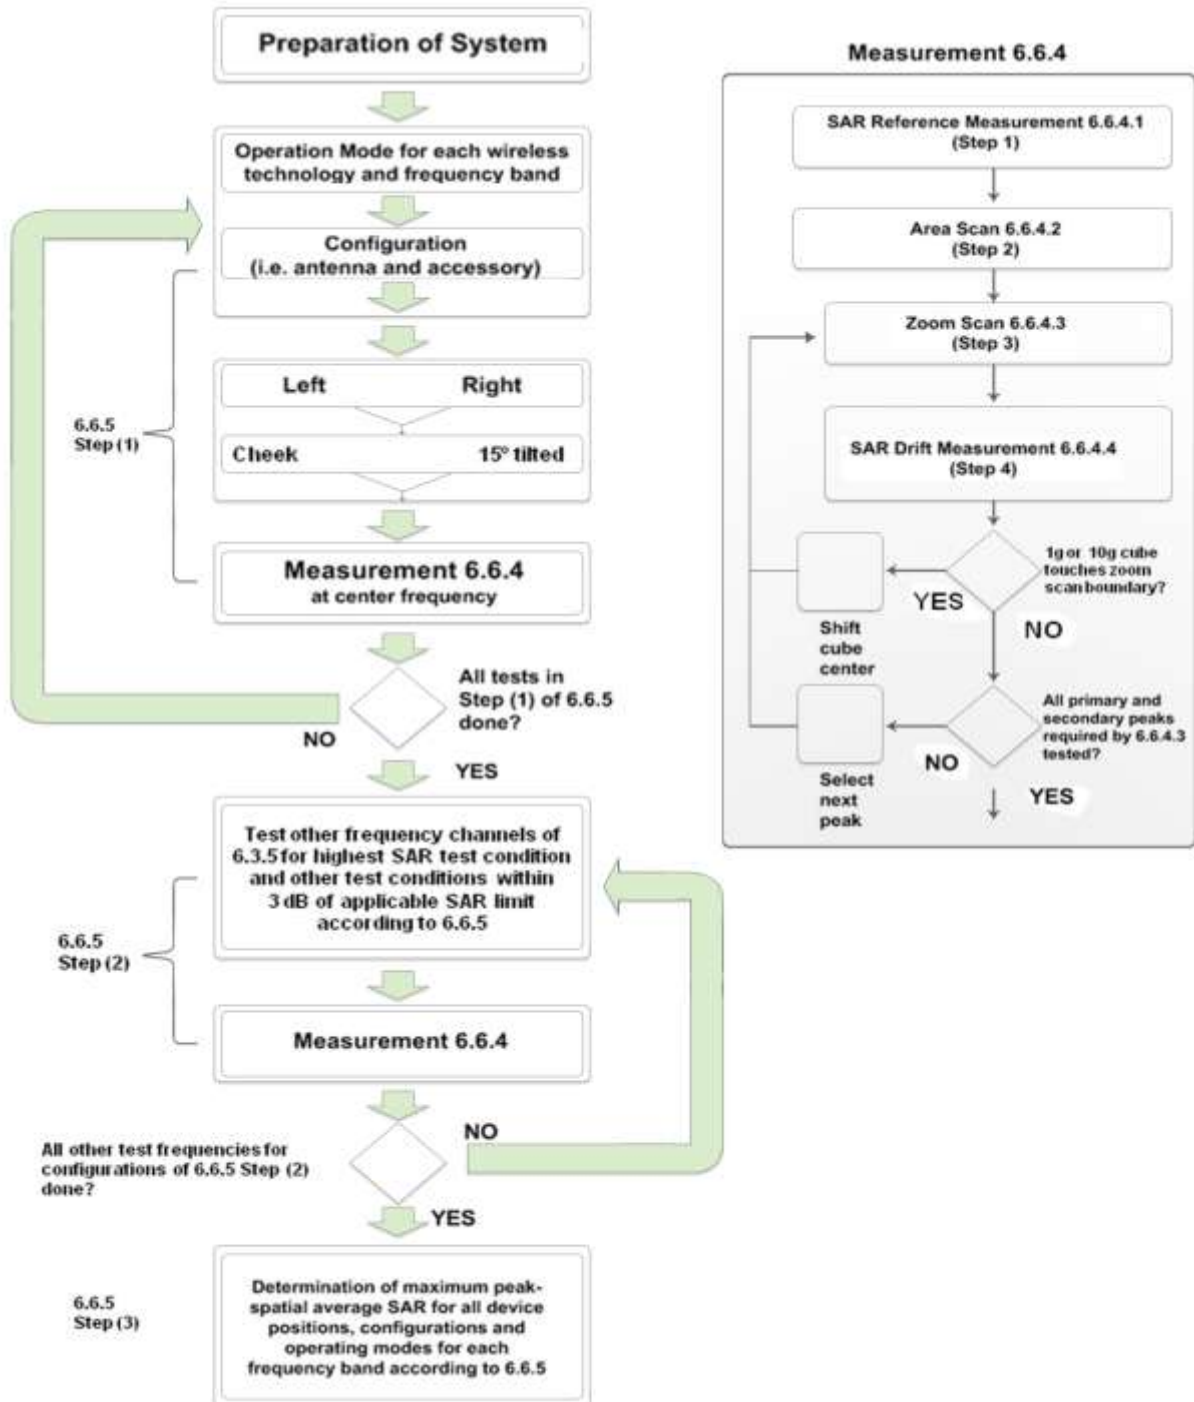 Preparation of System
Operation Mode for each wireless
technology and frequency band
Configuration
(i.e. antenna and accessory)
Left Right
Cheek 15° tilted
6.6.5
Step (1)
Measurement 6.6.4
at center frequency
All tests in
Step (1) of 6.6.5
done?
NO
YES
Test other frequency channels of
6.3.5 for highest SAR test condition
and other test conditions within
3 dB of applicable SAR limit
according to 6.6.5
6.6.5
Step (2)
Measurement 6.6.4
NO
All other test frequencies for
configurations of 6.6.5 Step (2)
done?
YES
6.6.5
Step (3)
Determination of maximum peak-
spatial average SAR for all device
positions, configurations and
operating modes for each
frequency band according to 6.6.5
Measurement 6.6.4
SAR Reference Measurement 6.6.4.1
(Step 1)
Area Scan 6.6.4.2
(Step 2)
Zoom Scan 6.6.4.3
(Step 3)
SAR Drift Measurement 6.6.4.4
(Step 4)
1g or 10g cube
touches zoom
scan boundary?
YES
NO
Shift
cube
center
All primary and
secondary peaks
required by 6.6.4.3
tested?
NO
YES
Select
next
peak